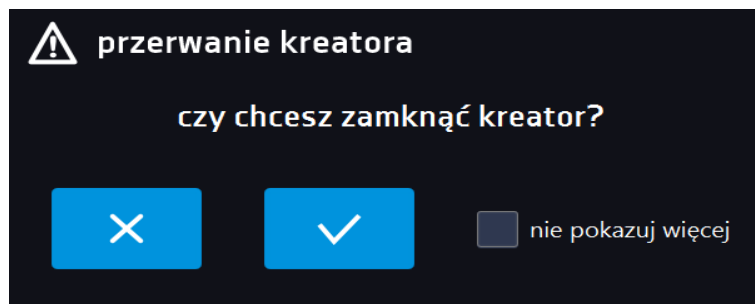 przerwanie kreatora
czy chcesz zamknąć kreator?
nie pokazuj więcej